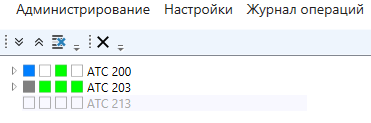 Администрирование Настройки Журнал операций
АТС 200
АТС 203
АТС 213